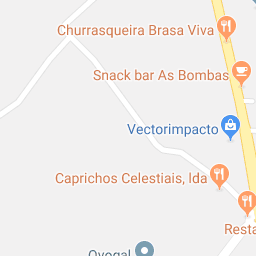 Churrasqueira Brasa Viva
Snack bar As Bombas
Vectorimpacto
Caprichos Celestiais, lda
Resta
Ovogal